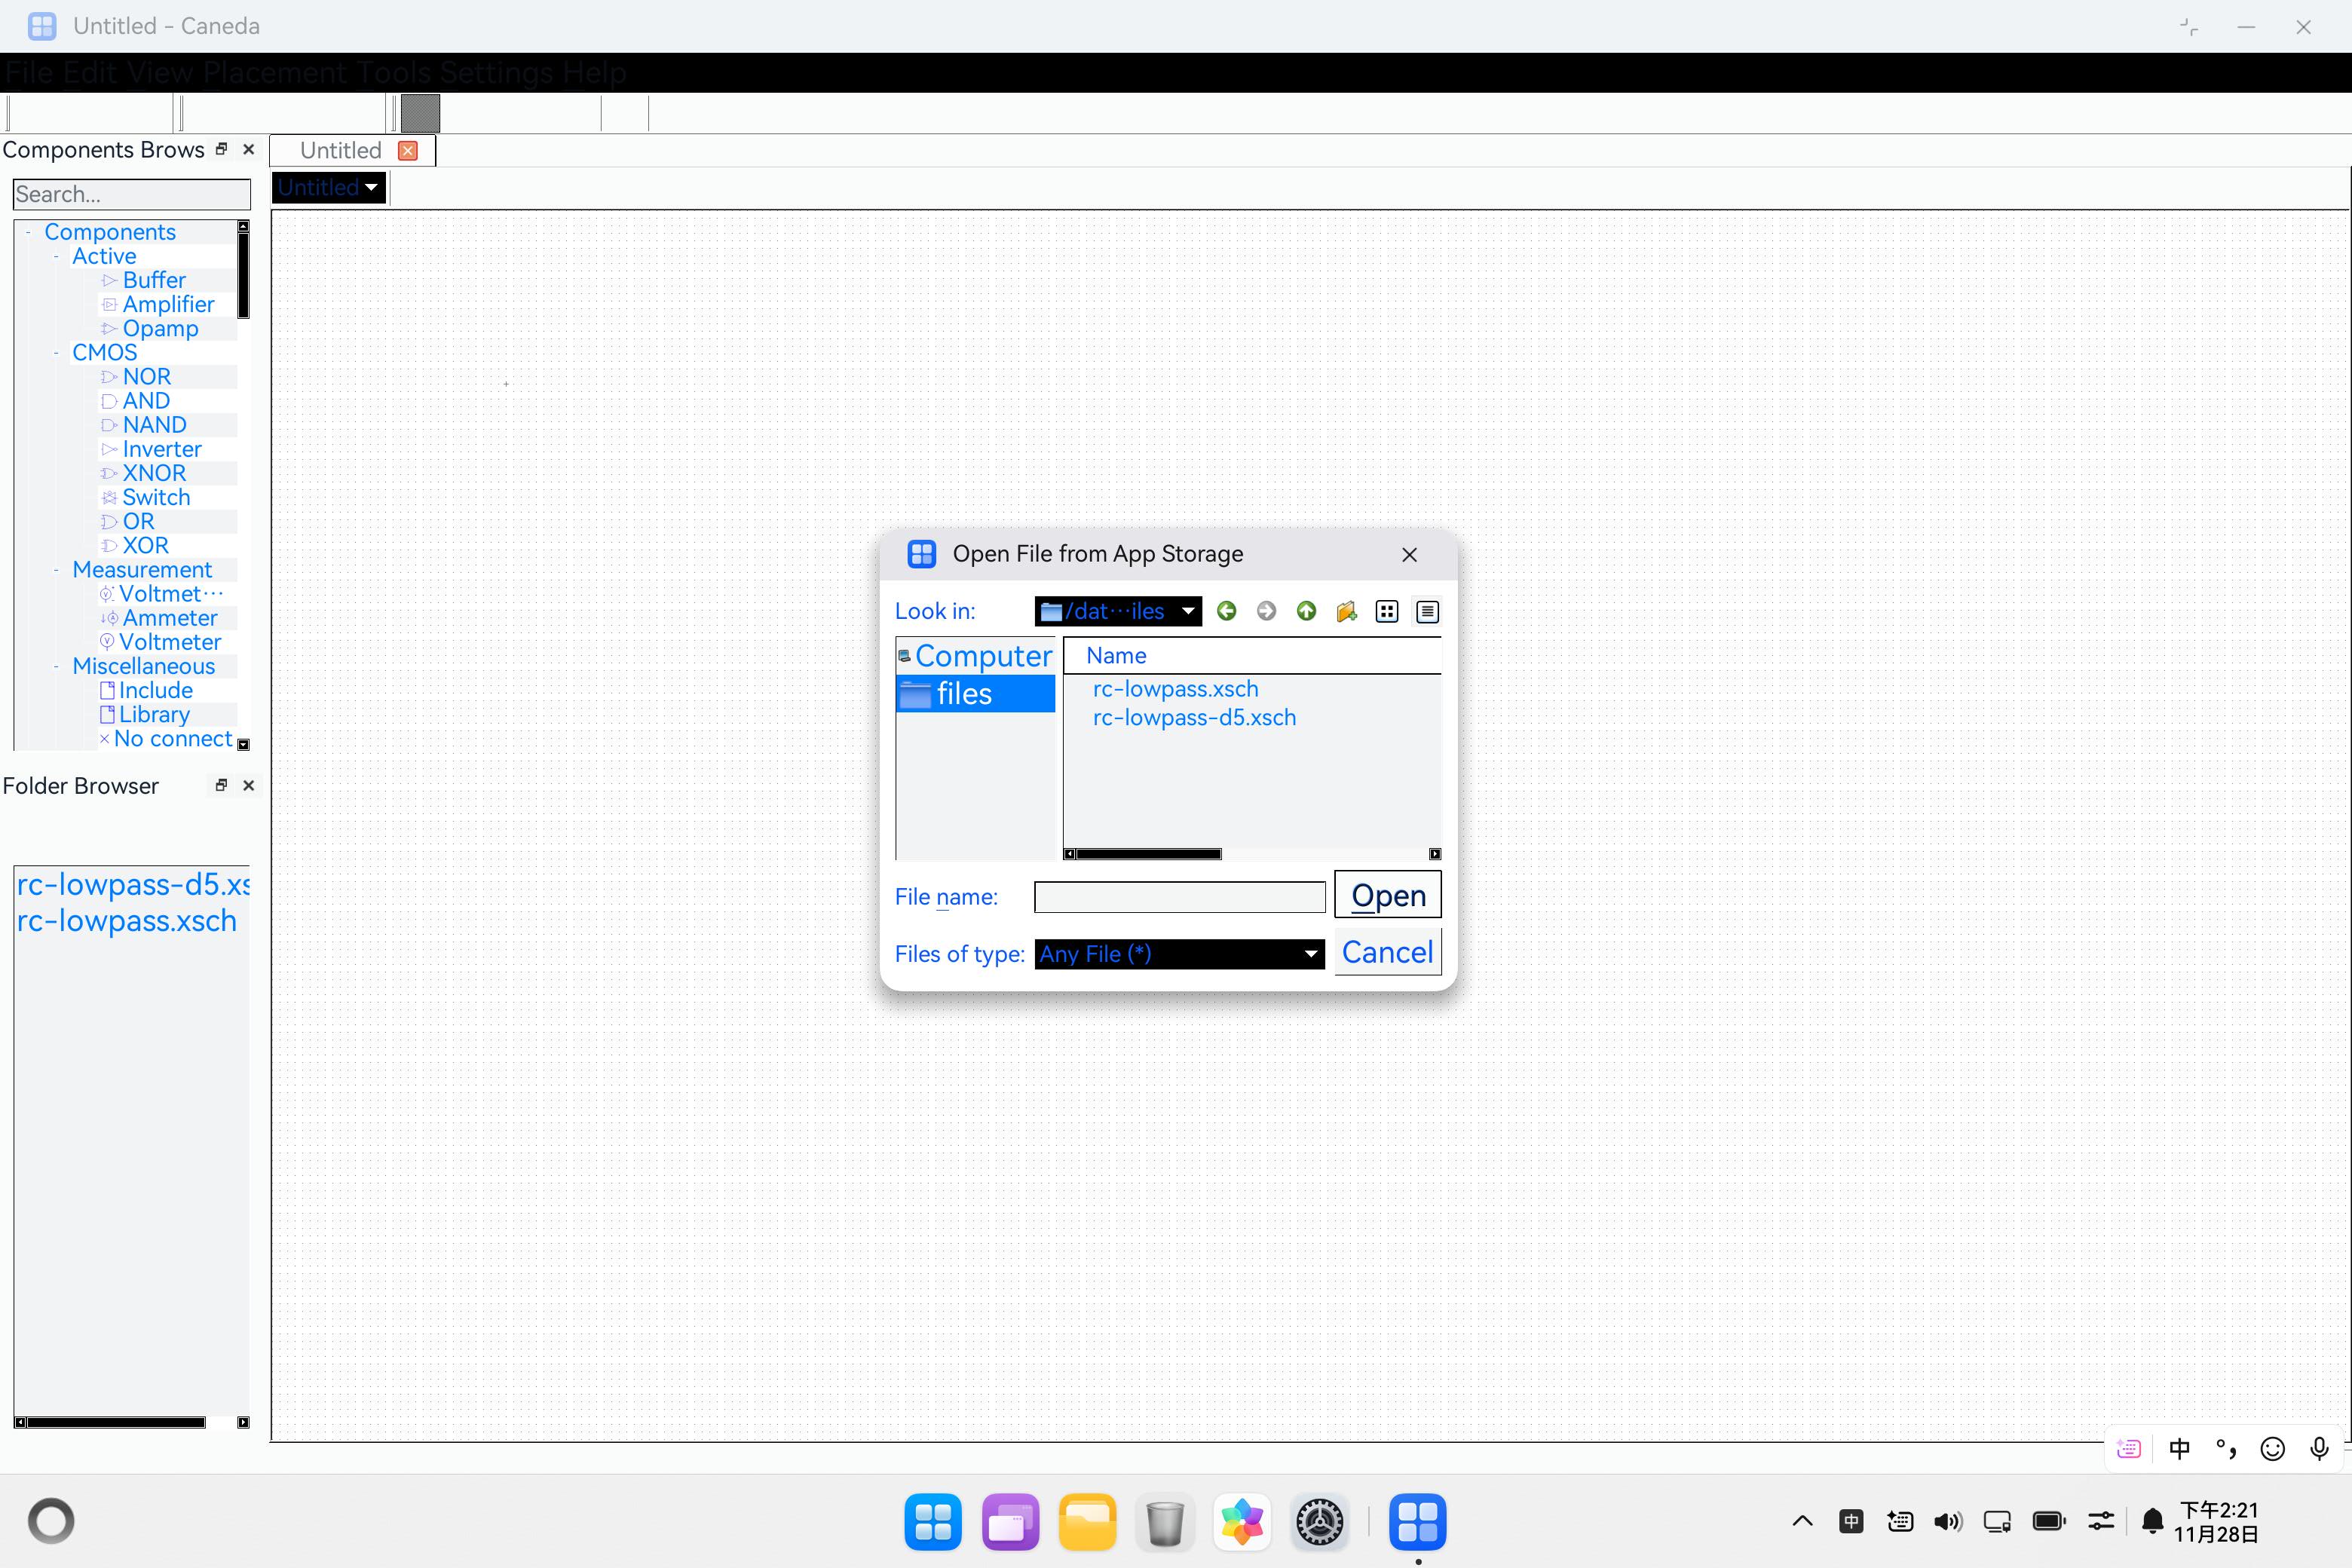 Untitled - Caneda
File Edit View Placement Tools Settings Help
Components Brows
Untitled
Search...
Untitled
Components
Active
Buffer
Amplifier
Opamp
CMOS
NOR
AND
NAND
Inverter
XNOR
Switch
OR
XOR
Measurement
Voltmet···
Ammeter
Voltmeter
Miscellaneous
Include
Library
No connect
Folder Browser
rc-lowpass-d5.xs
rc-lowpass.xsch
Open File from App Storage
Look in:
/dat···iles
Computer
files
Name
rc-lowpass.xsch
rc-lowpass-d5.xsch
File name:
Open
Files of type:
Any File (*)
Cancel
中
°,
中
下午2:21
11月28日